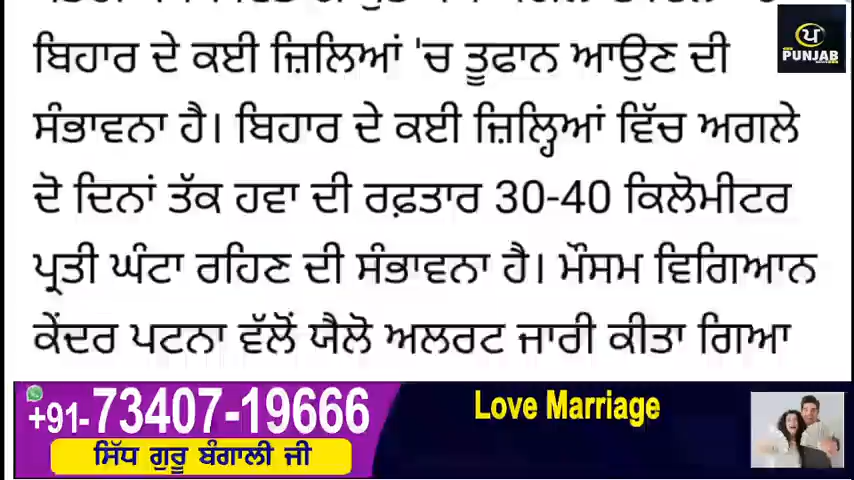 ਬਿਹਾਰ ਦੇ ਕਈ ਜ਼ਿਲਿਆਂ 'ਚ ਤੂਫਾਨ ਆਉਣ ਦੀ
ਸੰਭਾਵਨਾ ਹੈ। ਬਿਹਾਰ ਦੇ ਕਈ ਜ਼ਿਲ੍ਹਿਆਂ ਵਿੱਚ ਅਗਲੇ
ਦੋ ਦਿਨਾਂ ਤੱਕ ਹਵਾ ਦੀ ਰਫ਼ਤਾਰ 30-40 ਕਿਲੋਮੀਟਰ
ਪ੍ਰਤੀ ਘੰਟਾ ਰਹਿਣ ਦੀ ਸੰਭਾਵਨਾ ਹੈ। ਮੌਸਮ ਵਿਗਿਆਨ
ਕੇਂਦਰ ਪਟਨਾ ਵੱਲੋਂ ਯੈਲੋ ਅਲਰਟ ਜਾਰੀ ਕੀਤਾ ਗਿਆ
ਪ
PUNJAB
+91-73407-19666
ਸਿੱਧ ਗੁਰੂ ਬੰਗਾਲੀ ਜੀ
Love Marriage